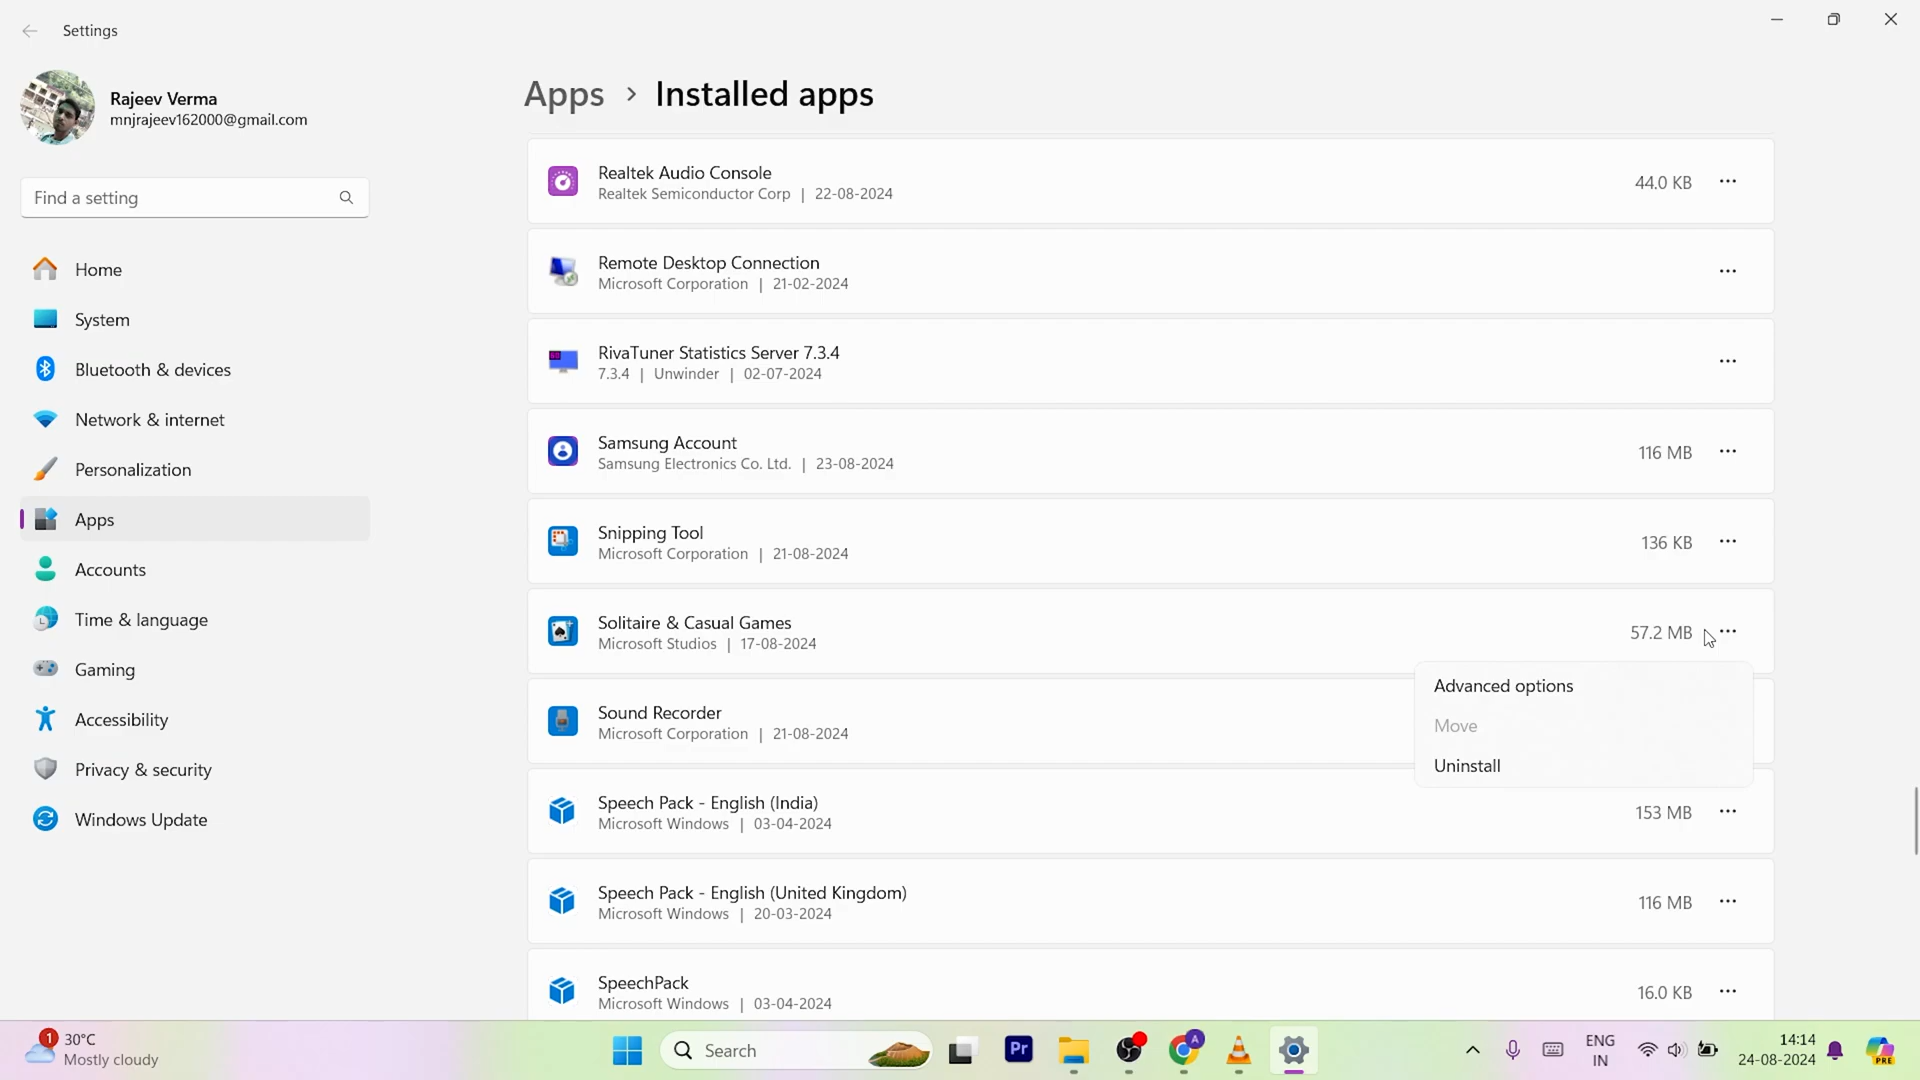 Settings
Rajeev Verma
mnjrajeev162000@gmail.com
Find a setting
Home
System
Bluetooth & devices
Network & internet
Personalization
Apps
Accounts
Time & language
Gaming
Accessibility
Privacy & security
Windows Update
Apps > Installed apps
Realtek Audio Console
Realtek Semiconductor Corp | 22-08-2024
44.0 KB
Remote Desktop Connection
Microsoft Corporation | 21-02-2024
RivaTuner Statistics Server 7.3.4
7.3.4 | Unwinder | 02-07-2024
Samsung Account
Samsung Electronics Co. Ltd. | 23-08-2024
116 MB
Snipping Tool
Microsoft Corporation | 21-08-2024
136 KB
Solitaire & Casual Games
Microsoft Studios | 17-08-2024
57.2 MB
Advanced options
Move
Uninstall
Sound Recorder
Microsoft Corporation | 21-08-2024
Speech Pack - English (India)
Microsoft Windows | 03-04-2024
153 MB
Speech Pack - English (United Kingdom)
Microsoft Windows | 20-03-2024
116 MB
SpeechPack
Microsoft Windows | 03-04-2024
16.0 KB
1
30°C
Mostly cloudy
Search
Pr
A
ENG
IN
14:14
24-08-2024
PRE